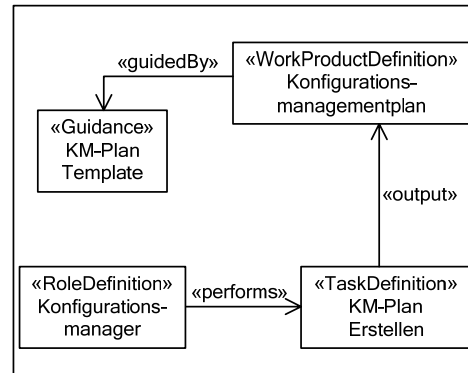 «guidedBy»
«WorkProductDefinition»
Konfigurations-
managementplan
«Guidance»
KM-Plan
Template
«output»
«RoleDefinition»
Konfigurations-
manager
«performs»
«TaskDefinition»
KM-Plan
Erstellen